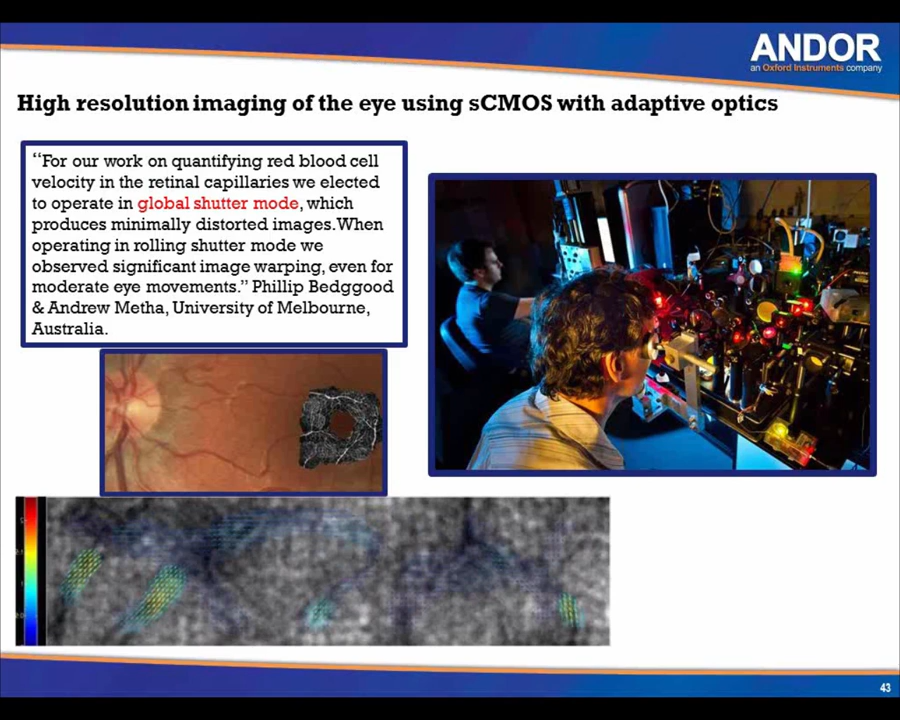 ANDOR
an Oxford Instruments company
High resolution imaging of the eye using sCMOS with adaptive optics
“For our work on quantifying red blood cell
velocity in the retinal capillaries we elected
to operate in global shutter mode, which
produces minimally distorted images. When
operating in rolling shutter mode we
observed significant image warping, even for
moderate eye movements.” Phillip Bedggood
& Andrew Metha, University of Melbourne,
Australia.
43